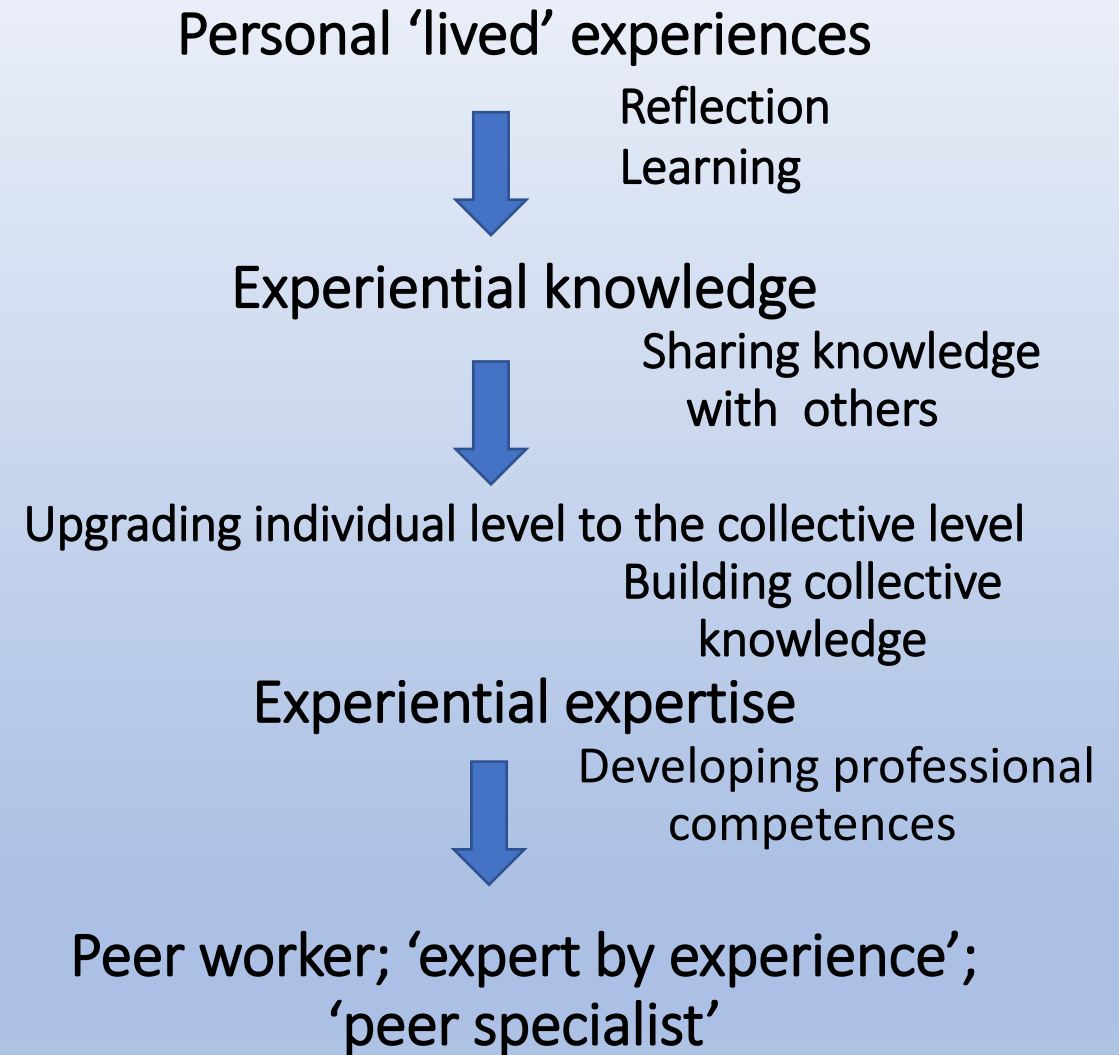 Personal ‘lived’ experiences
Reflection
Learning
Experiential knowledge
Sharing knowledge
with  others
Upgrading individual level to the collective level
Building collective
knowledge
Experiential expertise
Developing professional
competences
Peer worker; ‘expert by experience’;
‘peer specialist’